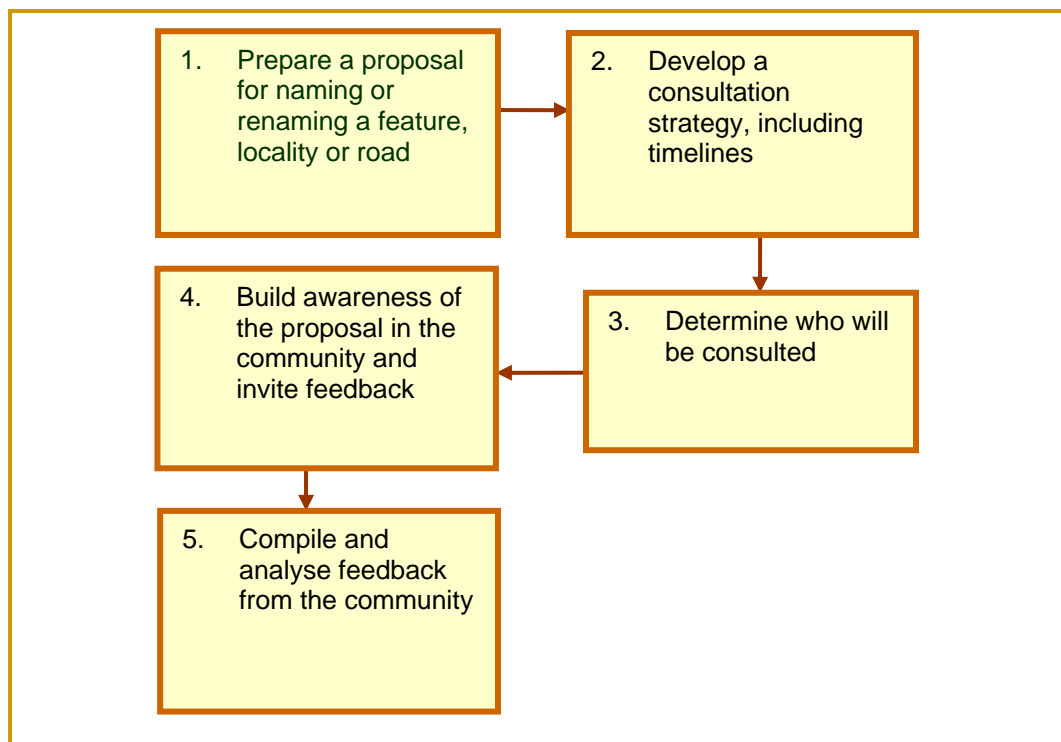 1. Prepare a proposal
for naming or
renaming a feature,
locality or road
2. Develop a
consultation
strategy, including
timelines
3. Determine who will
be consulted
4. Build awareness of
the proposal in the
community and
invite feedback
5. Compile and
analyse feedback
from the community